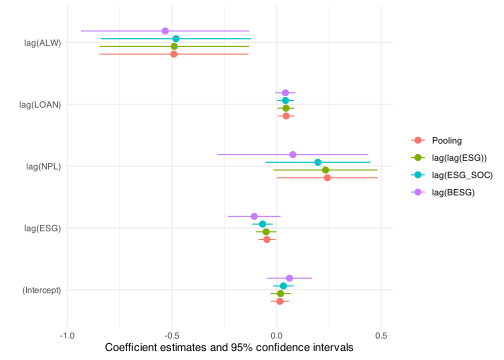 lag(ALW)
lag(LOAN)
lag(NPL)
lag(ESG)
(Intercept)
-1.0 -0.5 0.0 0.5
Coefficient estimates and 95% confidence intervals
Pooling
lag(lag(ESG))
lag(ESG_SOC)
lag(BESG)